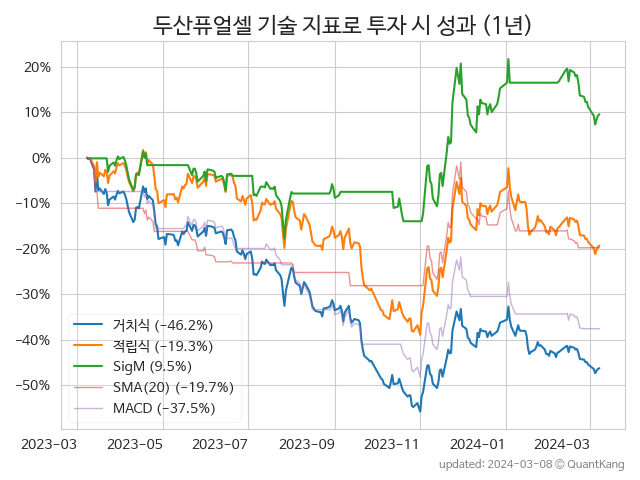 두산퓨얼셀 기술 지표로 투자 시 성과 (1년)
20%
10%
0%
−10%
−20%
−30%
−40%
−50%
거치식 (−46.2%)
적립식 (−19.3%)
SigM (9.5%)
SMA(20) (−19.7%)
MACD (−37.5%)
2023−03
2023−05
2023−07
2023−09
2023−11
2024−01
2024−03
updated: 2024-03-08 © QuantKang